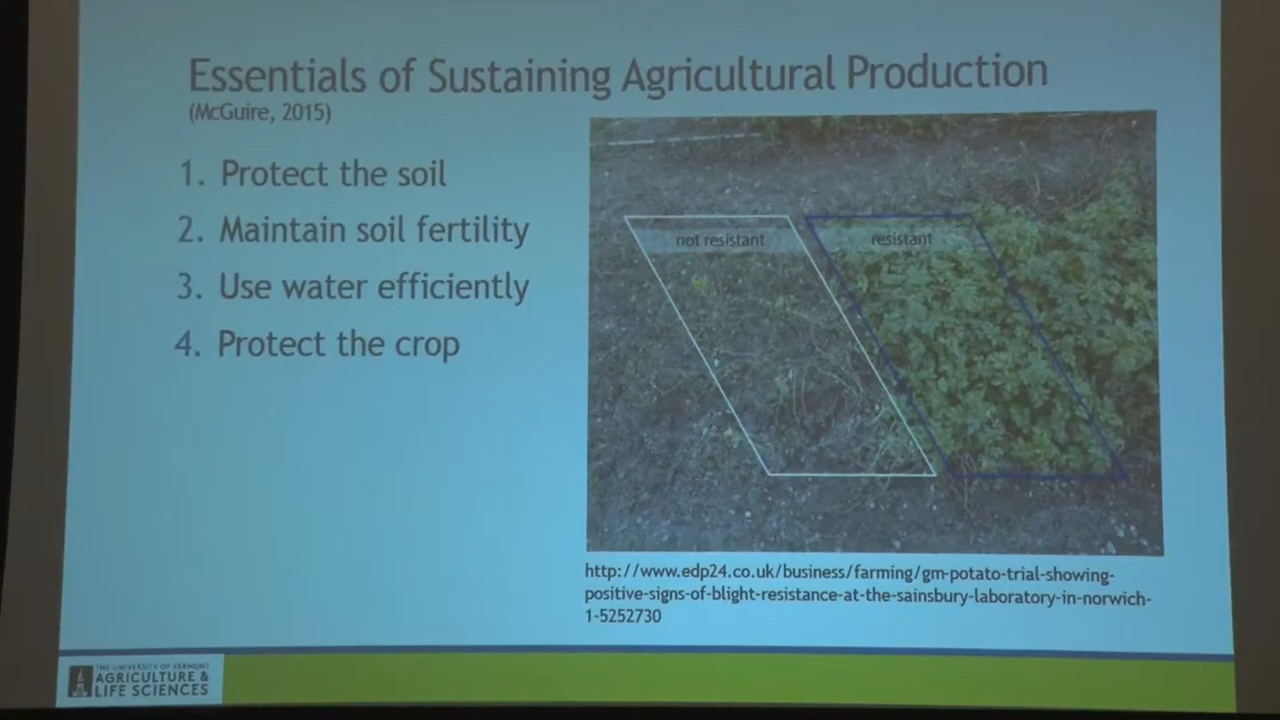 Essentials of Sustaining Agricultural Production
(McGuire, 2015)
1. Protect the soil
2. Maintain soil fertility
3. Use water efficiently
4. Protect the crop
not resistant
resistant
http://www.edp24.co.uk/business/farming/gm-potato-trial-showing-
positive-signs-of-blight-resistance-at-the-sainsbury-laboratory-in-norwich-
1-5252730
THE UNIVERSITY OF VERMONT
AGRICULTURE &
LIFE SCIENCES